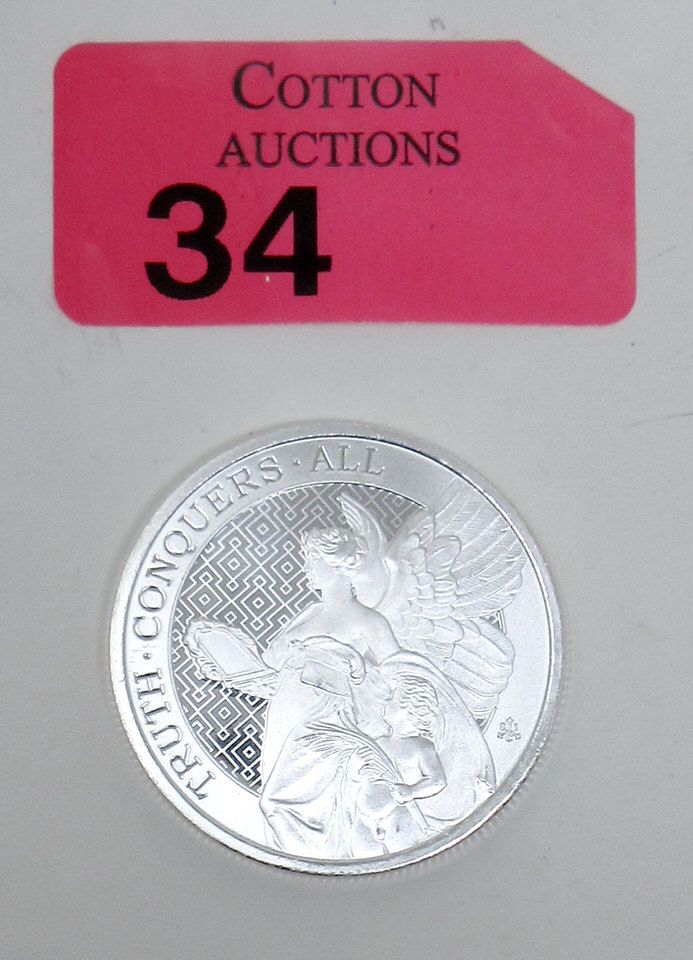 COTTON
AUCTIONS
34
TRUTH · CONQUERS · ALL